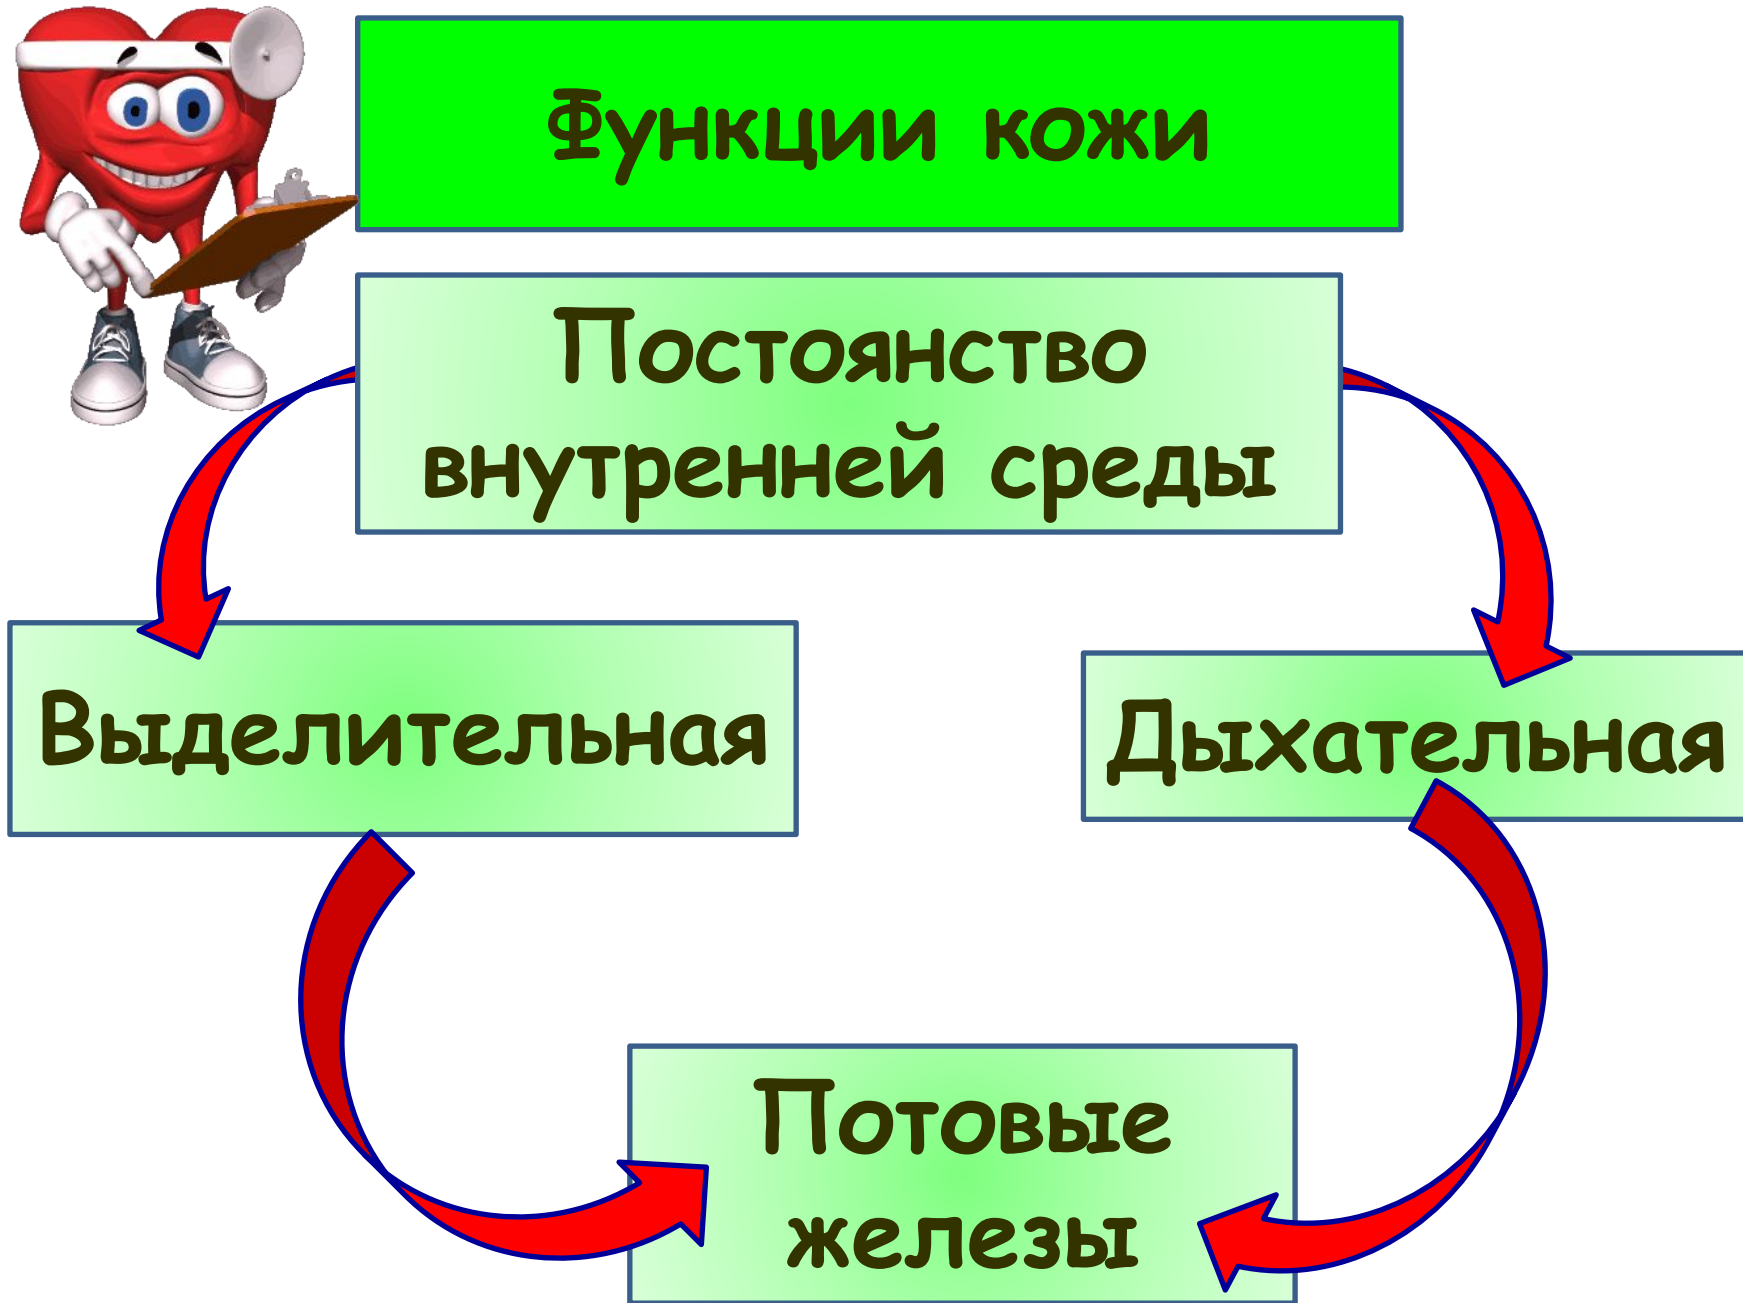 Функции кожи
Постоянство
внутренней среды
Выделительная
Дыхательная
Потовые
железы